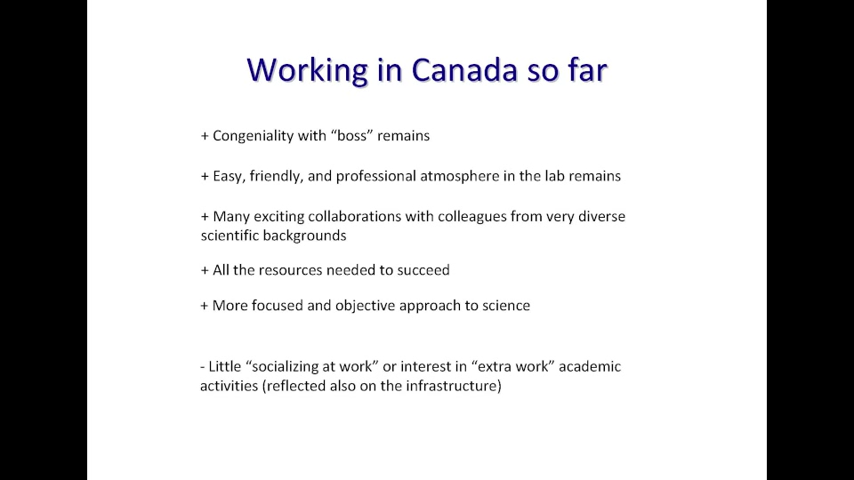 Working in Canada so far
+ Congeniality with “boss” remains
+ Easy, friendly, and professional atmosphere in the lab remains
+ Many exciting collaborations with colleagues from very diverse
scientific backgrounds
+ All the resources needed to succeed
+ More focused and objective approach to science
- Little “socializing at work” or interest in “extra work” academic
activities (reflected also on the infrastructure)